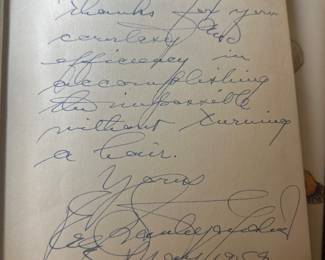 thanks for your
courtesy and
efficiency in
accomplishing
the impossible
without turning
a hair.
Yours